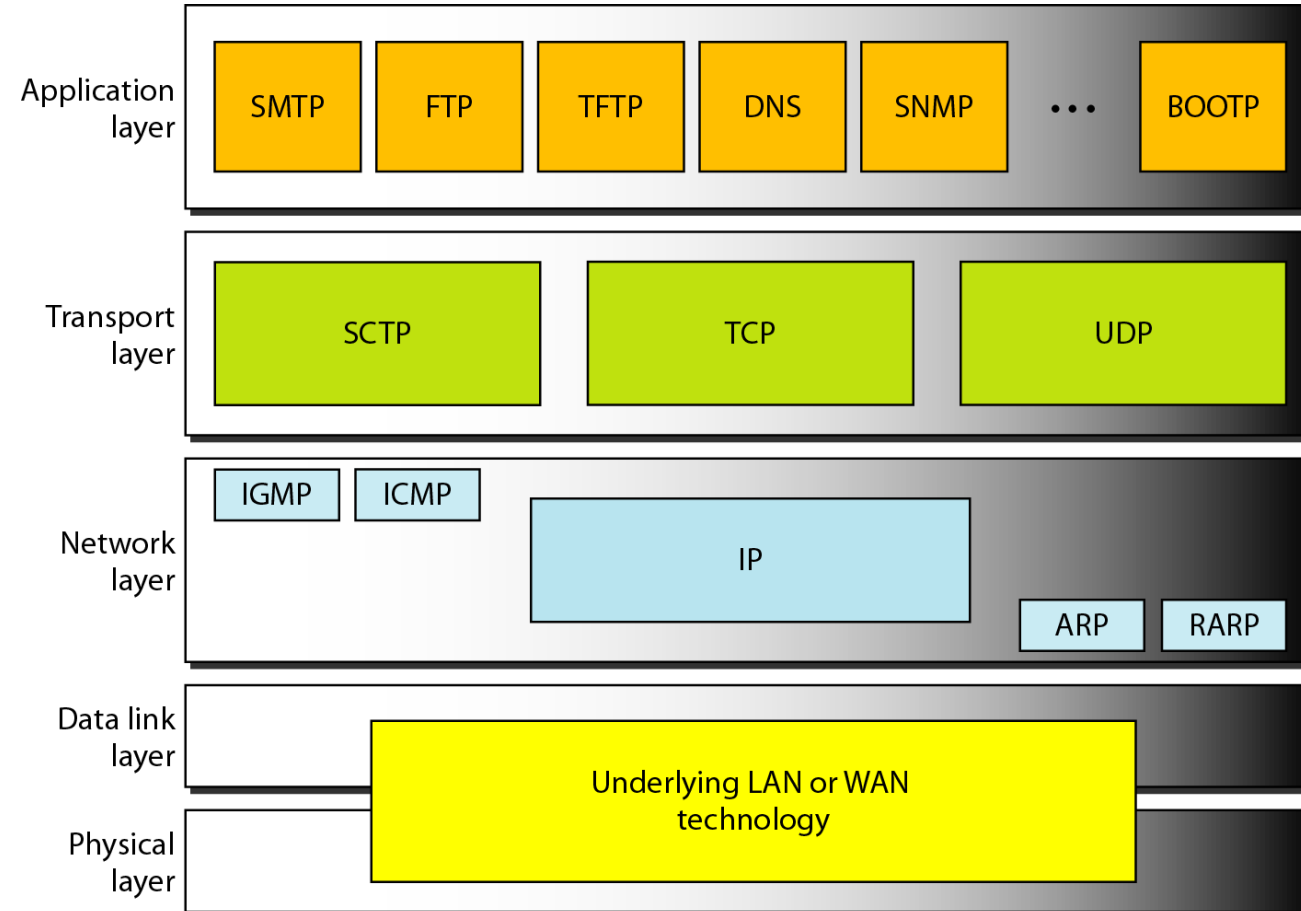 Application
layer
SMTP
FTP
TFTP
DNS
SNMP
...
BOOTP
Transport
layer
SCTP
TCP
UDP
Network
layer
IGMP
ICMP
IP
ARP
RARP
Data link
layer
Underlying LAN or WAN
technology
Physical
layer